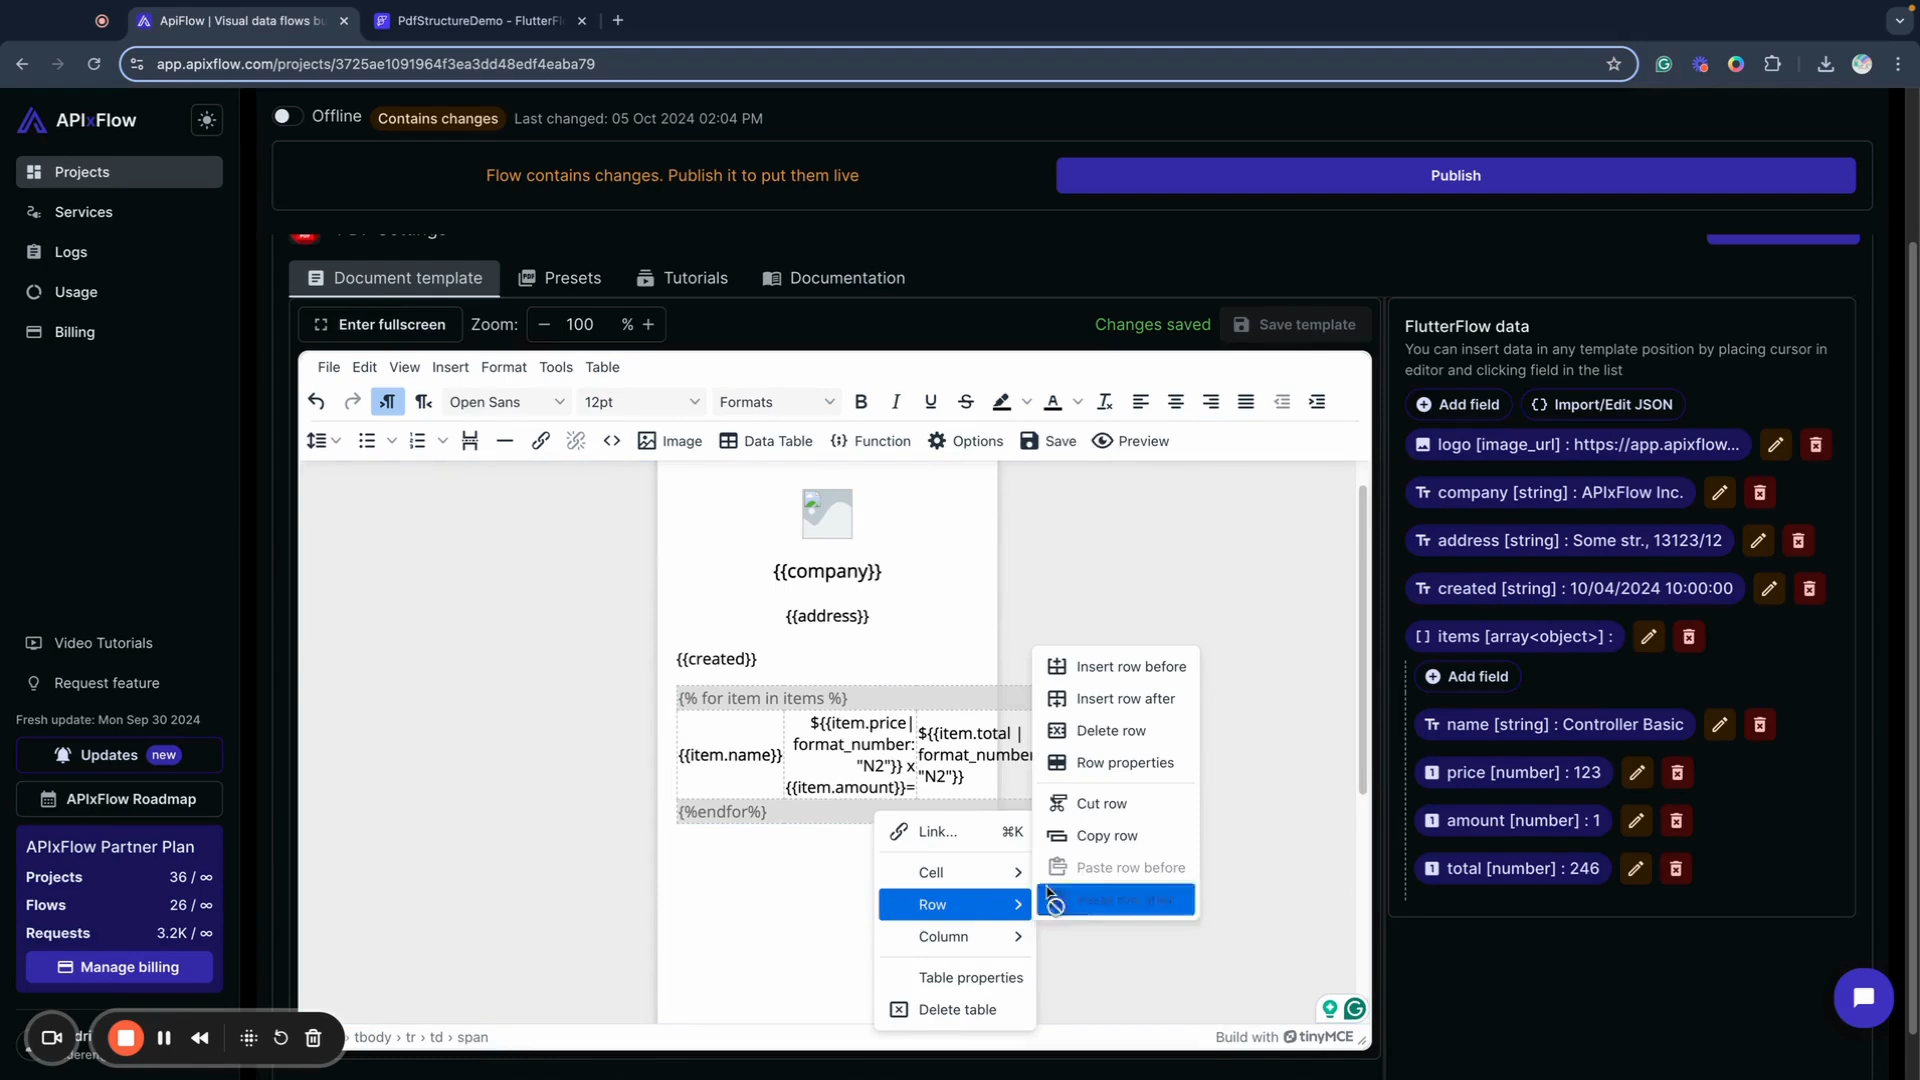 ApiFlow | Visual data flows bu
PdfStructureDemo - FlutterFl
app.apixflow.com/projects/3725ae1091964f3ea3dd48edf4eaba79
APIxFlow
Projects
Services
Logs
Usage
Billing
Video Tutorials
Request feature
Fresh update: Mon Sep 30 2024
Updates new
APIxFlow Roadmap
APIxFlow Partner Plan
Projects 36 / ∞
Flows 26 / ∞
Requests 3.2K / ∞
Manage billing
Offline
Contains changes
Last changed: 05 Oct 2024 02:04 PM
Flow contains changes. Publish it to put them live
Publish
Document template
Presets
Tutorials
Documentation
Enter fullscreen
Zoom:
100 %
Changes saved
Save template
File Edit View Insert Format Tools Table
Open Sans
12pt
Formats
Image
Data Table
Function
Options
Save
Preview
{{company}}
{{address}}
{{created}}
{% for item in items %}
{{item.name}}
${{item.price|
format_number:
"N2"}} x
{{item.amount}}=
${{item.total |
format_number
"N2"}}
{%endfor%}
Link... ⌘K
Cell
Row
Column
Table properties
Delete table
Insert row before
Insert row after
Delete row
Row properties
Cut row
Copy row
Paste row before
tbody › tr › td › span
Build with tinyMCE
FlutterFlow data
You can insert data in any template position by placing cursor in
editor and clicking field in the list
Add field
{} Import/Edit JSON
logo [image_url] : https://app.apixflow...
company [string] : APIxFlow Inc.
address [string] : Some str., 13123/12
created [string] : 10/04/2024 10:00:00
[ ] items [array<object>] :
Add field
name [string] : Controller Basic
price [number] : 123
amount [number] : 1
total [number] : 246